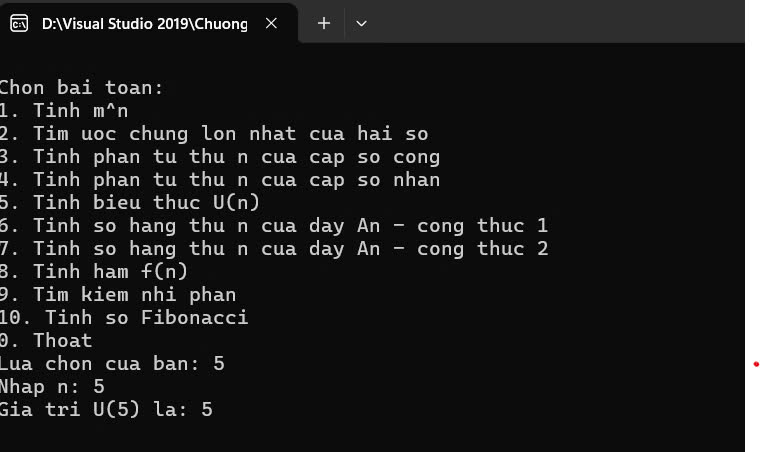 D:\Visual Studio 2019\Chuong
Chon bai toan:
1. Tinh m^n
2. Tim uoc chung lon nhat cua hai so
3. Tinh phan tu thu n cua cap so cong
4. Tinh phan tu thu n cua cap so nhan
5. Tinh bieu thuc U(n)
6. Tinh so hang thu n cua day An - cong thuc 1
7. Tinh so hang thu n cua day An - cong thuc 2
8. Tinh ham f(n)
9. Tim kiem nhi phan
10. Tinh so Fibonacci
0. Thoat
Lua chon cua ban: 5
Nhap n: 5
Gia tri U(5) la: 5